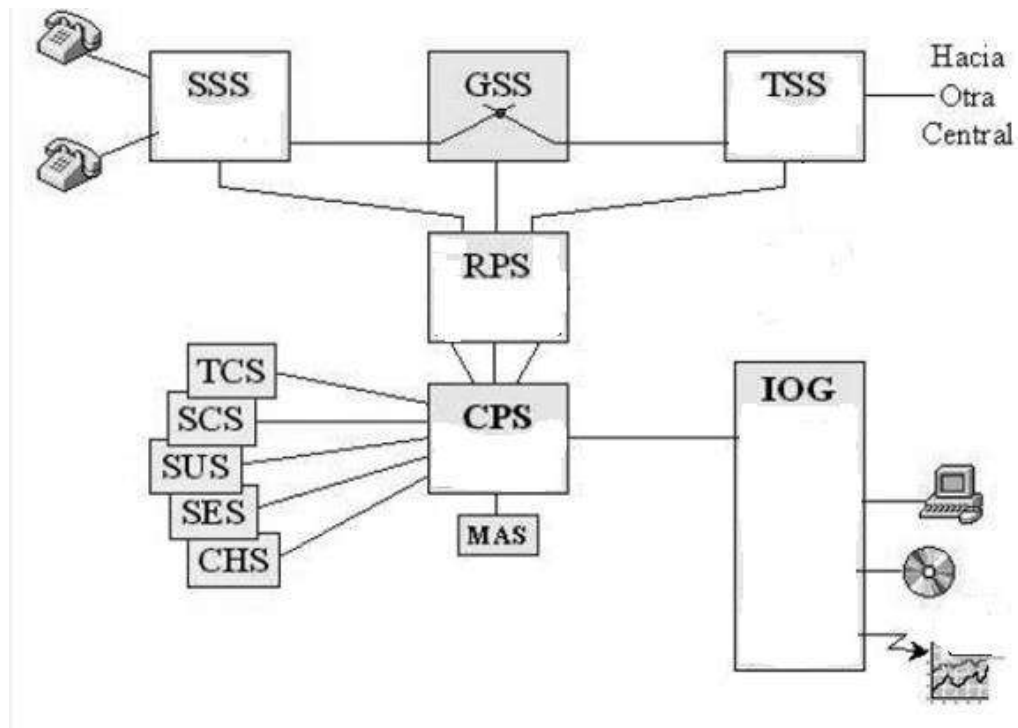 SSS
GSS
TSS
Hacia
Otra
Central
RPS
TCS
SCS
SUS
SES
CHS
CPS
MAS
IOG